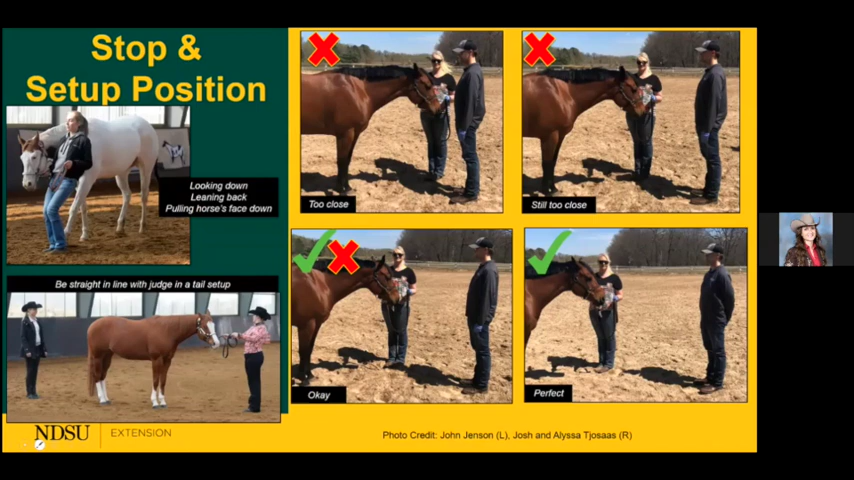 Stop &
Setup Position
Looking down
Leaning back
Pulling horse's face down
Be straight in line with judge in a tail setup
Too close
Still too close
Okay
Perfect
NDSU
EXTENSION
Photo Credit: John Jenson (L), Josh and Alyssa Tjosaas (R)